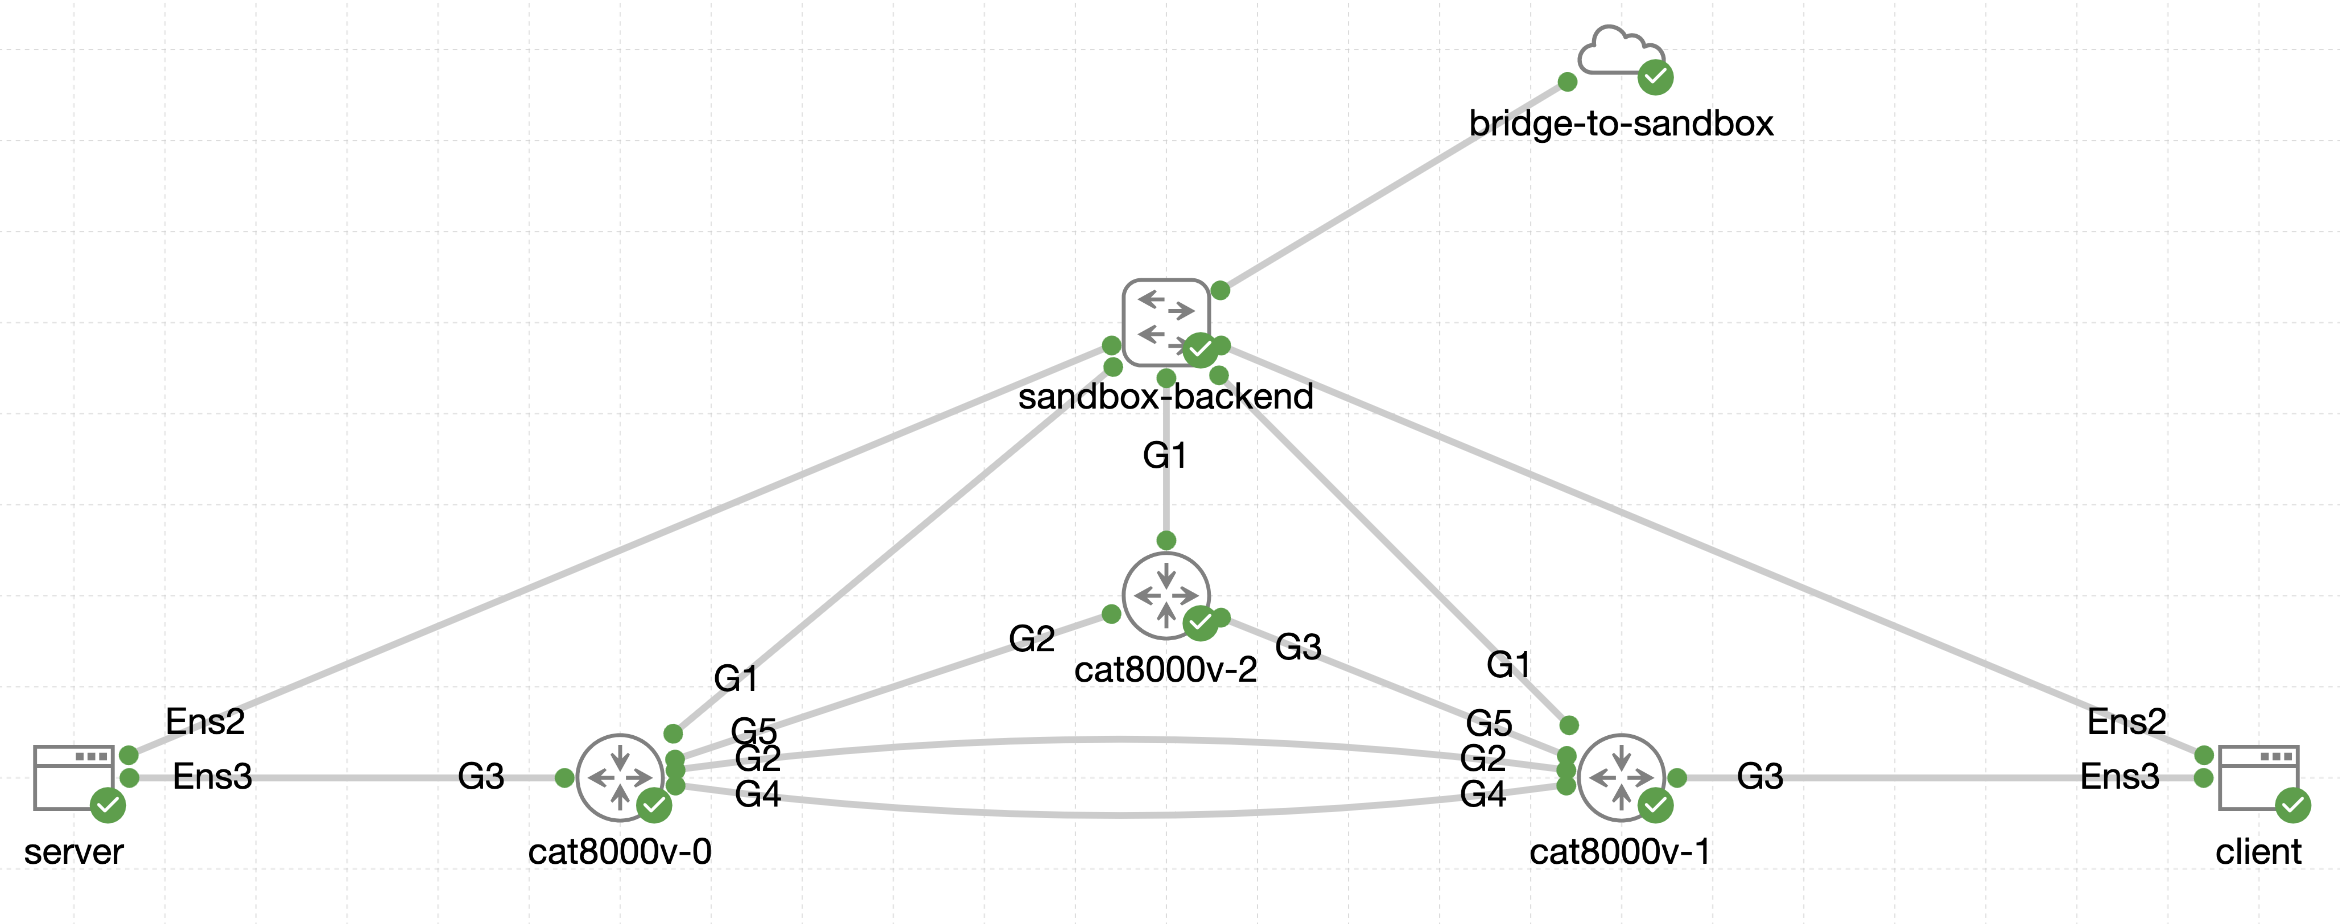 bridge-to-sandbox
sandbox-backend
G1
G2
G3
cat8000v-2
G1
G1
G5
G5
Ens2
Ens2
G2
G2
Ens3
G3
G4
G4
G3
Ens3
server
cat8000v-0
cat8000v-1
client